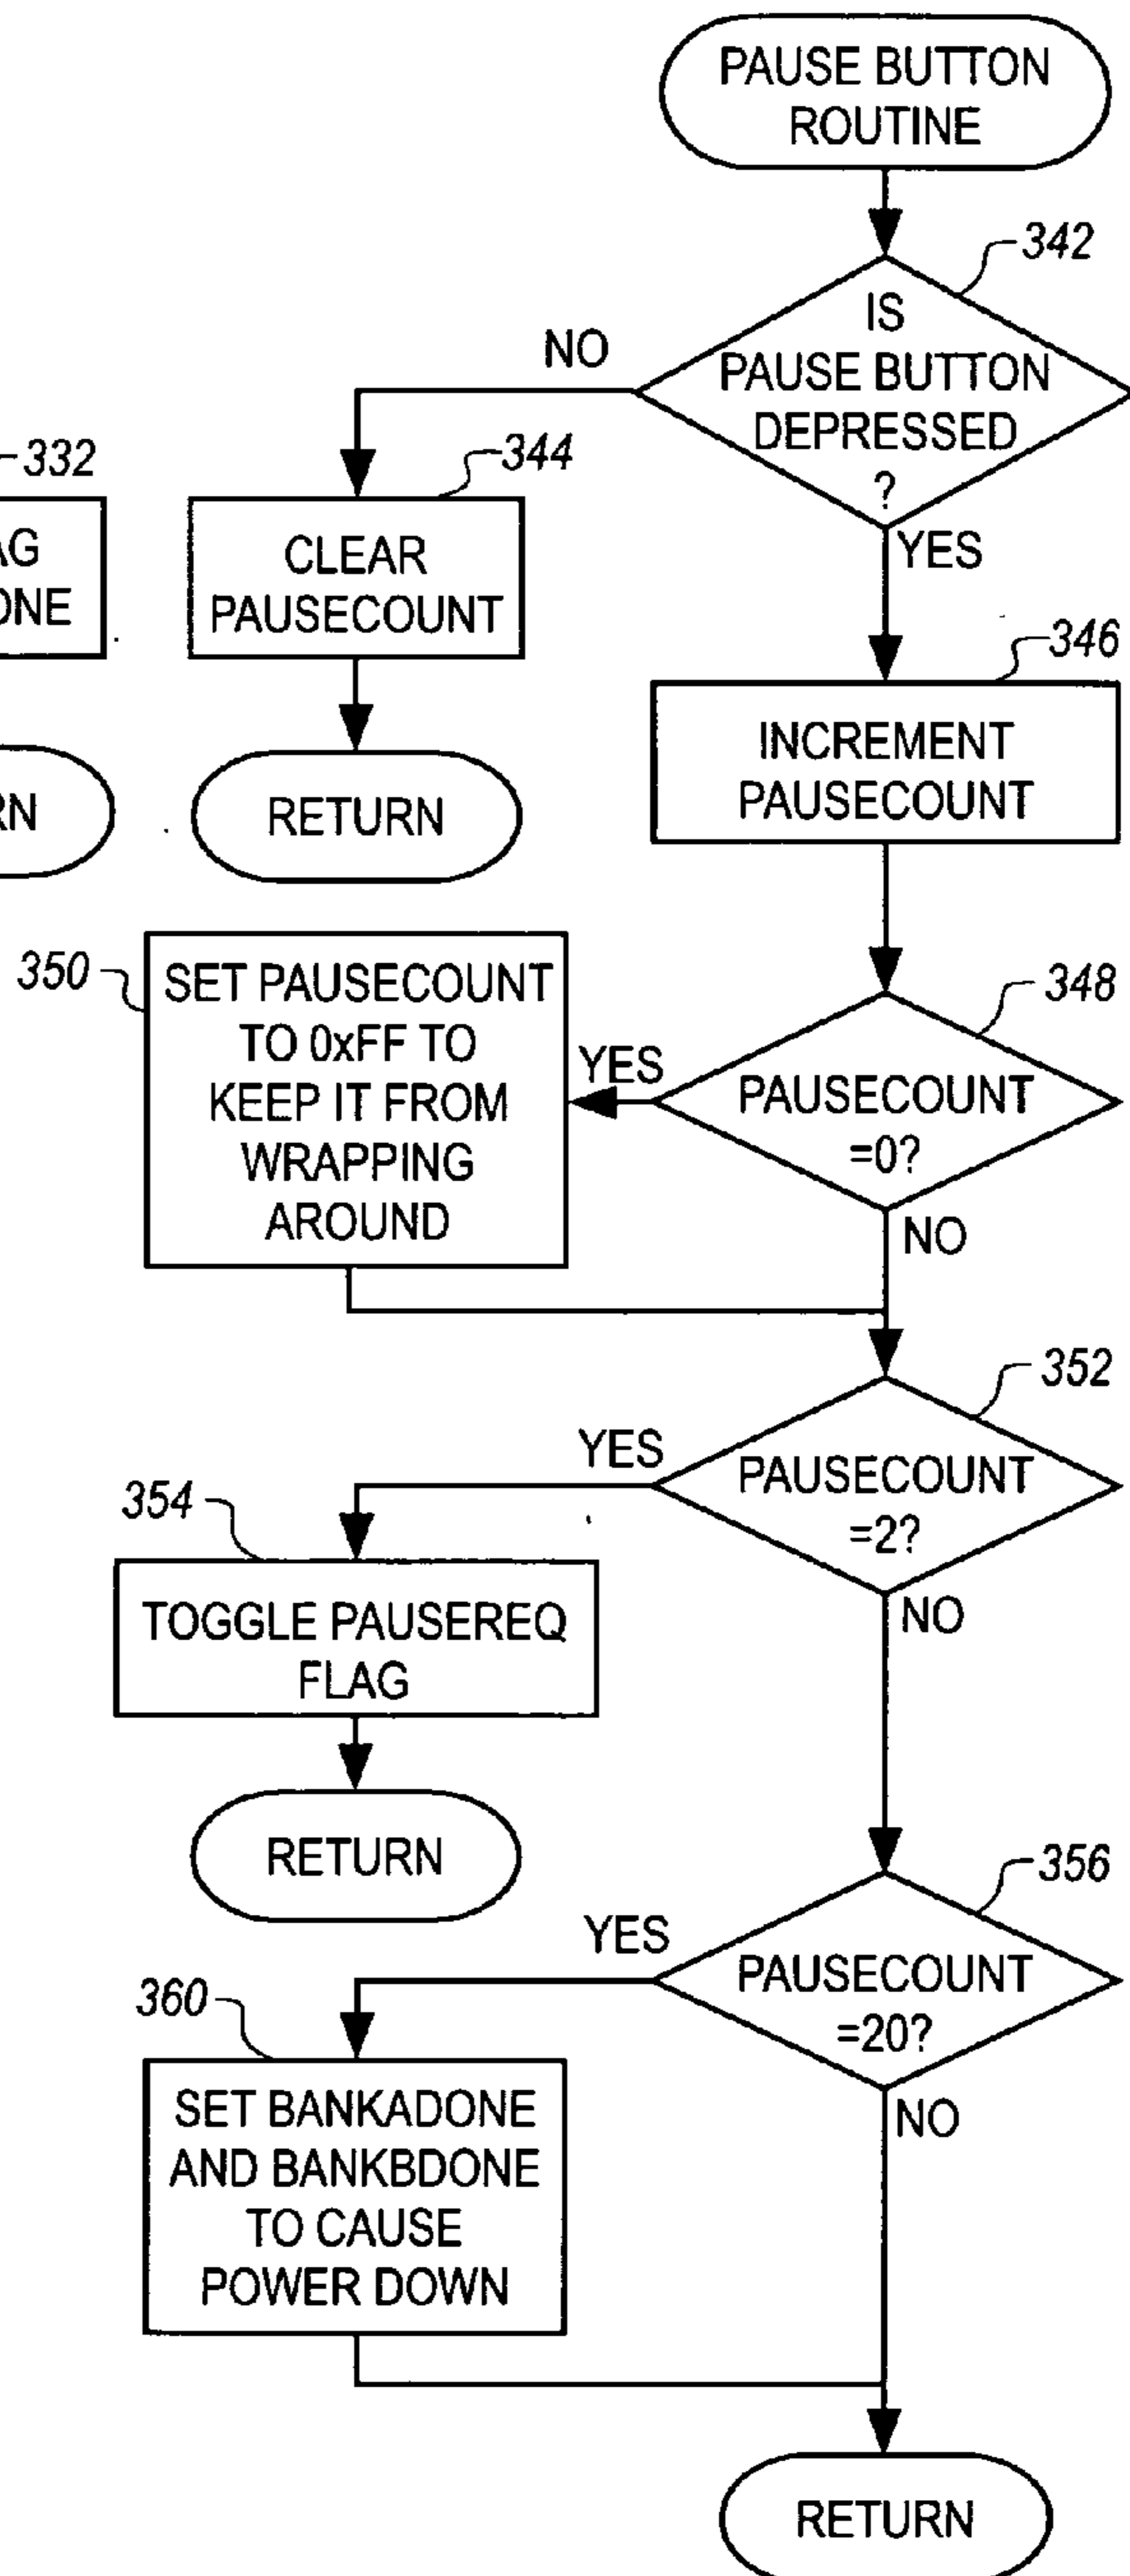 PAUSE BUTTON
ROUTINE
342
IS
PAUSE BUTTON
DEPRESSED
?
NO
YES
332
AG
ONE
RN
344
CLEAR
PAUSECOUNT
RETURN
346
INCREMENT
PAUSECOUNT
348
PAUSECOUNT
=0?
YES
NO
350
SET PAUSECOUNT
TO 0xFF TO
KEEP IT FROM
WRAPPING
AROUND
352
PAUSECOUNT
=2?
YES
NO
354
TOGGLE PAUSEREQ
FLAG
RETURN
356
PAUSECOUNT
=20?
YES
NO
360
SET BANKADONE
AND BANKBDONE
TO CAUSE
POWER DOWN
RETURN